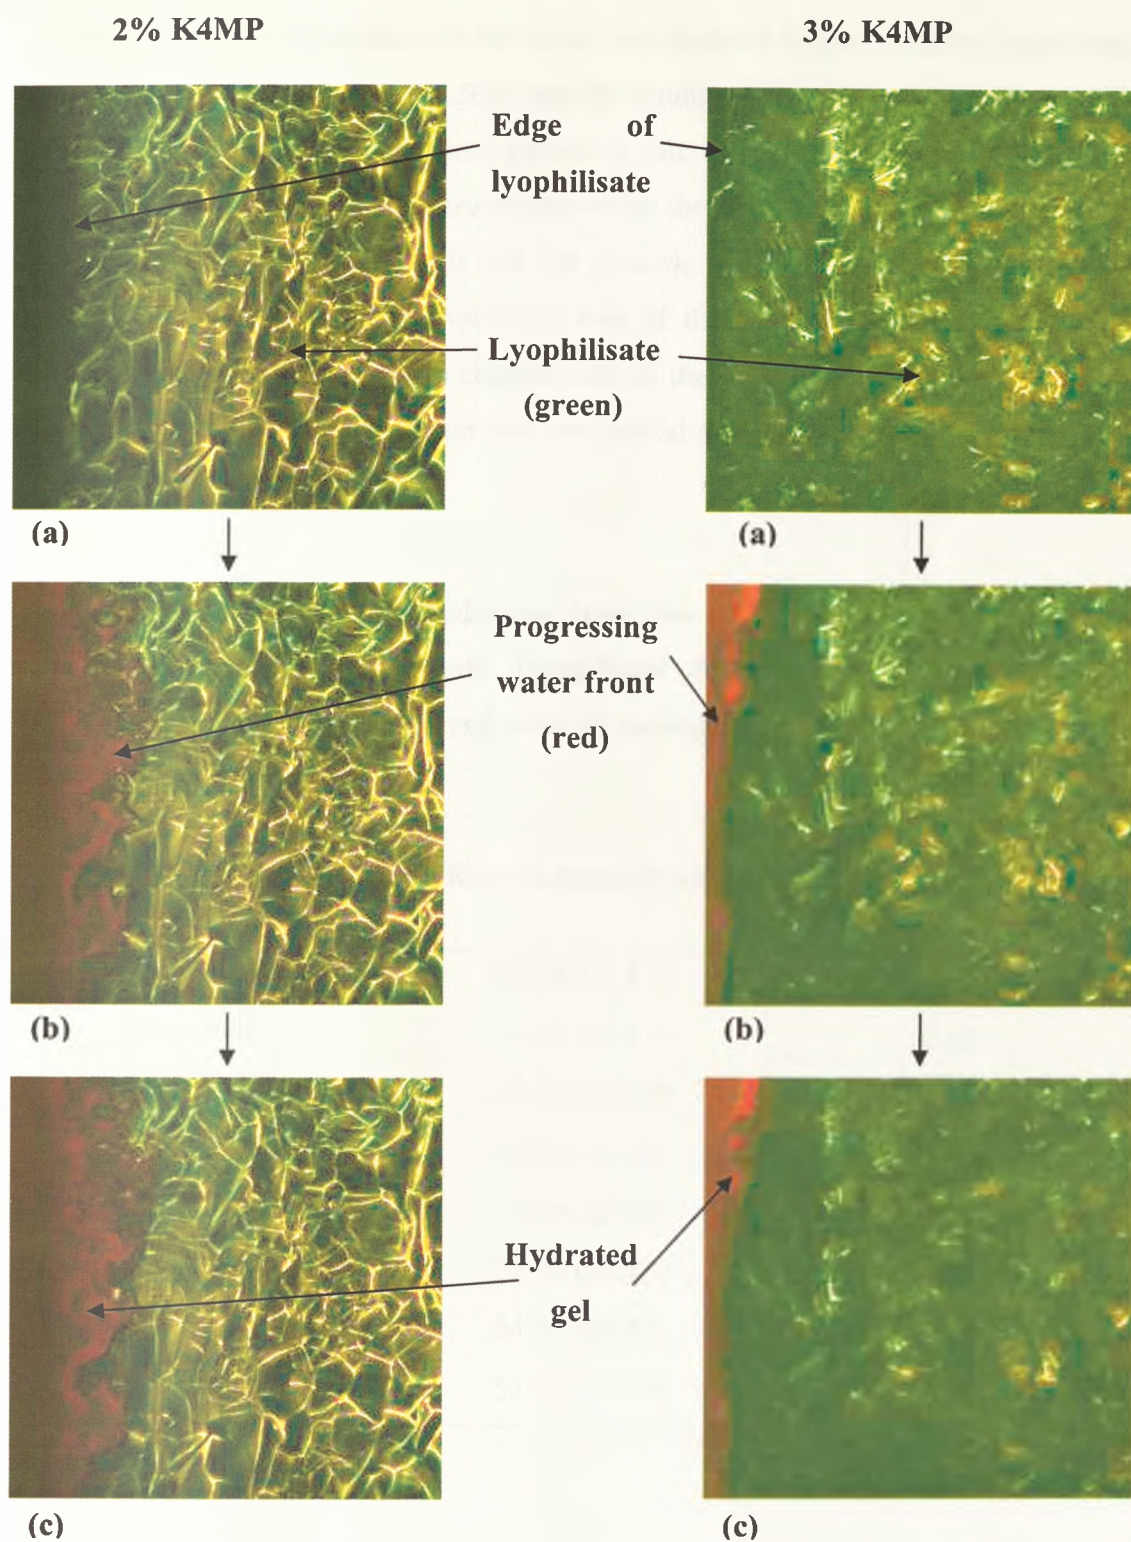 2% K4MP
3% K4MP
Edge of
lyophilisate
Lyophilisate
(green)
(a)
(a)
Progressing
water front
(red)
(b)
(b)
Hydrated
gel
(c)
(c)